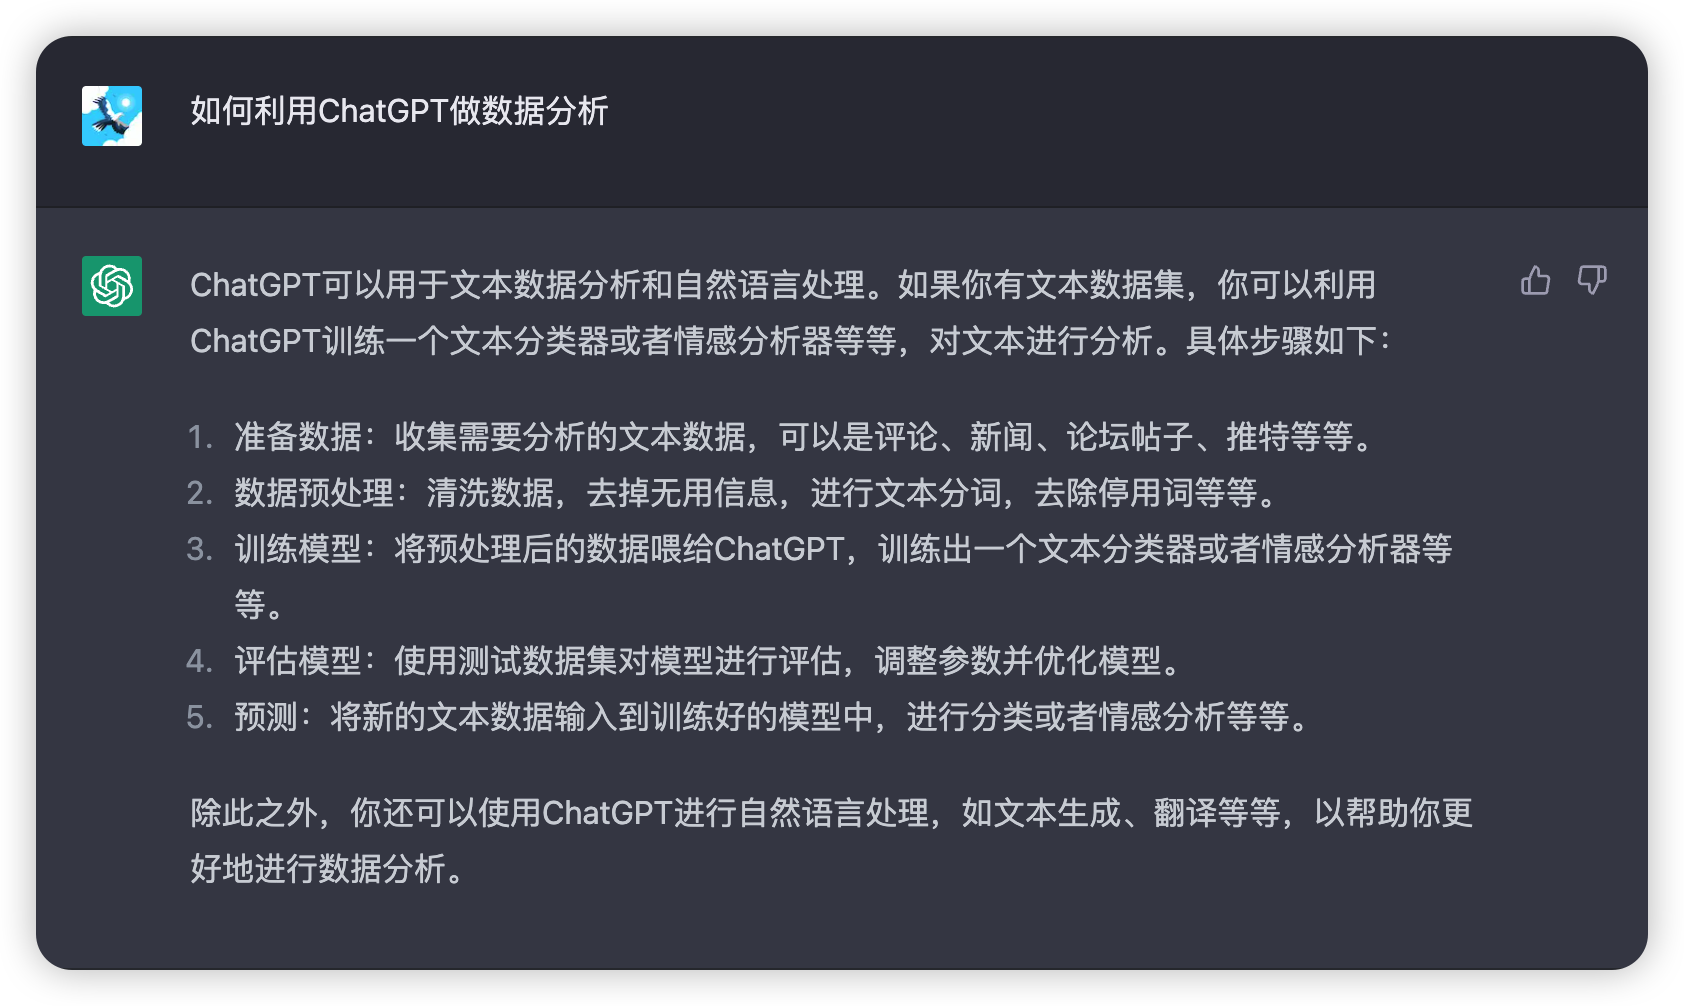 如何利用ChatGPT做数据分析
ChatGPT可以用于文本数据分析和自然语言处理。如果你有文本数据集，你可以利用
ChatGPT训练一个文本分类器或者情感分析器等等，对文本进行分析。具体步骤如下：
1. 准备数据：收集需要分析的文本数据，可以是评论、新闻、论坛帖子、推特等等。
2. 数据预处理：清洗数据，去掉无用信息，进行文本分词，去除停用词等等。
3. 训练模型：将预处理后的数据喂给ChatGPT，训练出一个文本分类器或者情感分析器等
等。
4. 评估模型：使用测试数据集对模型进行评估，调整参数并优化模型。
5. 预测：将新的文本数据输入到训练好的模型中，进行分类或者情感分析等等。
除此之外，你还可以使用ChatGPT进行自然语言处理，如文本生成、翻译等等，以帮助你更
好地进行数据分析。